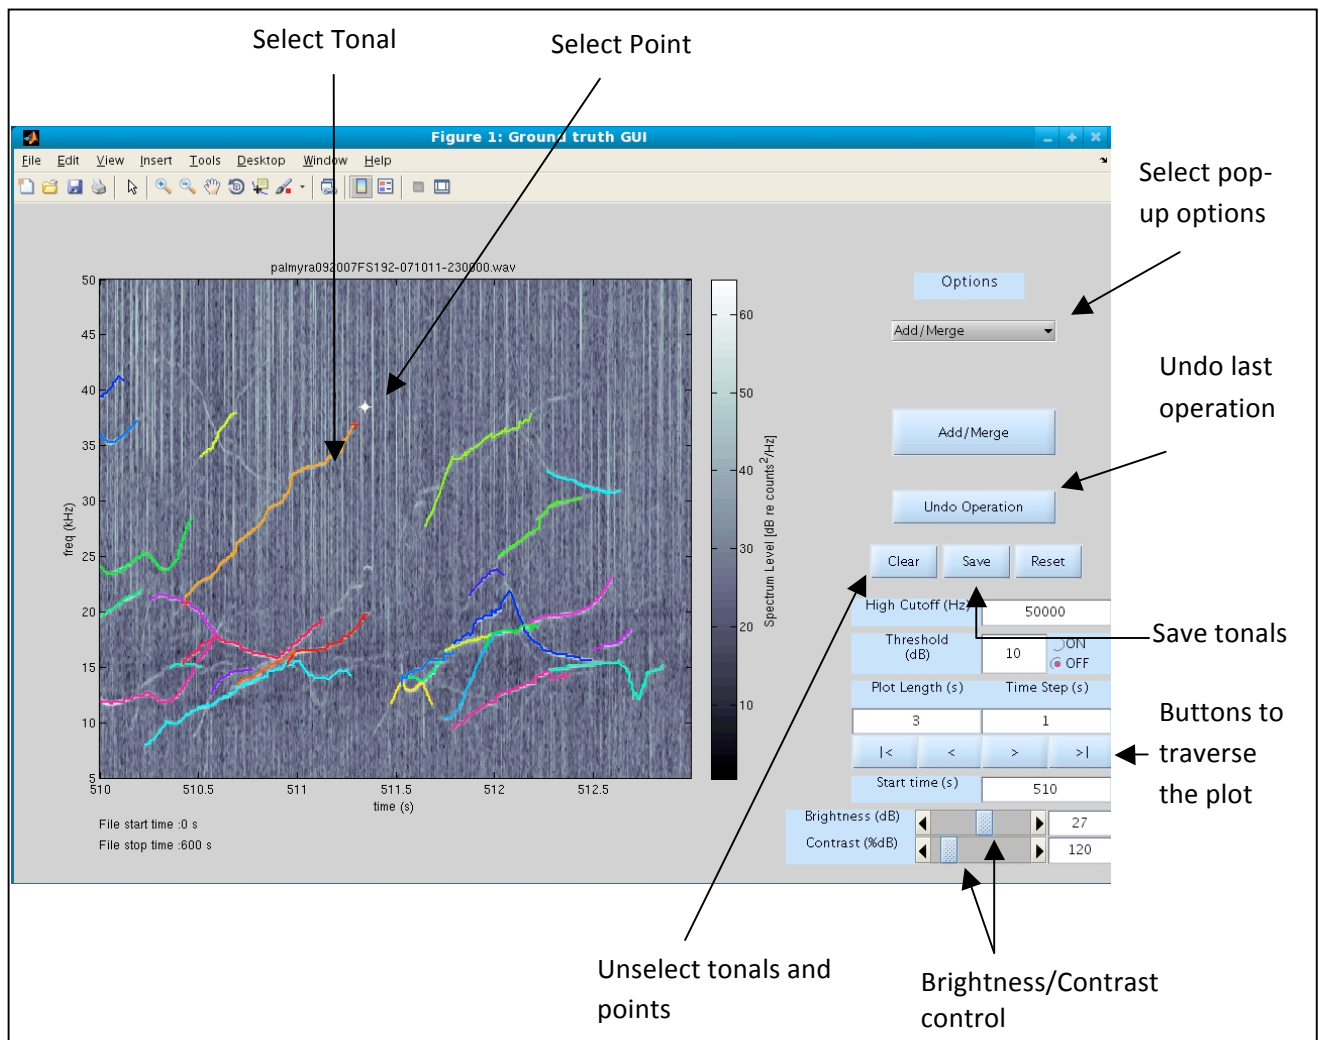 Select Tonal
Select Point
Figure 1: Ground truth GUI
File Edit View Insert Tools Desktop Window Help
Select pop-
up options
palmyra092007FS192-071011-230000.wav
Options
Add/Merge
Undo last
operation
Add/Merge
Undo Operation
Clear Save Reset
High Cutoff (Hz) 50000
Threshold
(dB)
10
ON
OFF
Save tonals
Plot Length (s) Time Step (s)
3 1
|< < > >|
Buttons to
traverse
the plot
Start time (s) 510
Brightness (dB) 27
Contrast (%dB) 120
50
45
40
35
30
25
20
15
10
5
freq (kHz)
510 510.5 511 511.5 512 512.5
time (s)
60
50
40
30
20
10
Spectrum Level [dB re counts²/Hz]
File start time :0 s
File stop time :600 s
Unselect tonals and
points
Brightness/Contrast
control